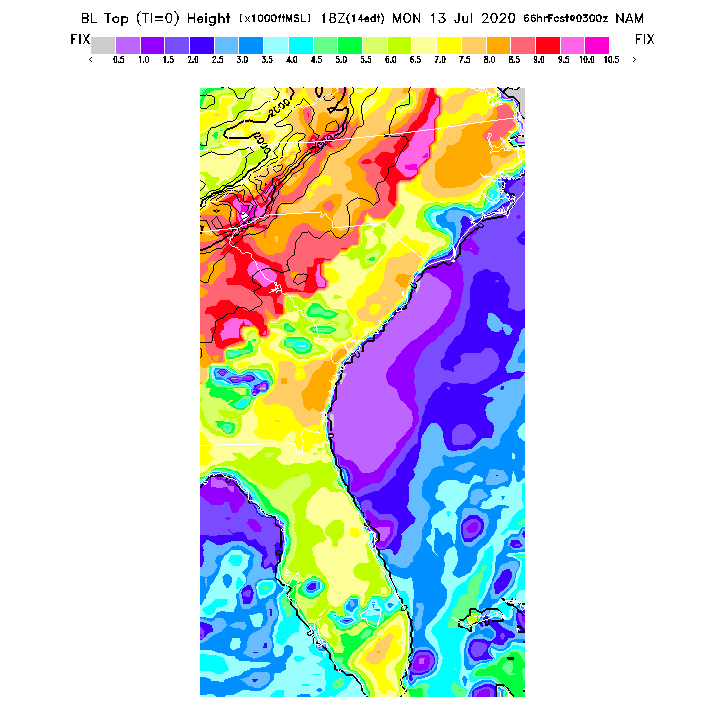 BL Top (TI=0) Height [x1000ftMSL] 18Z(14edt) MON 13 Jul 2020 66hrFcst@0300z NAM
FIX FIX
< 0.5 1.0 1.5 2.0 2.5 3.0 3.5 4.0 4.5 5.0 5.5 6.0 6.5 7.0 7.5 8.0 8.5 9.0 9.5 10.0 10.5 >
2000
2000